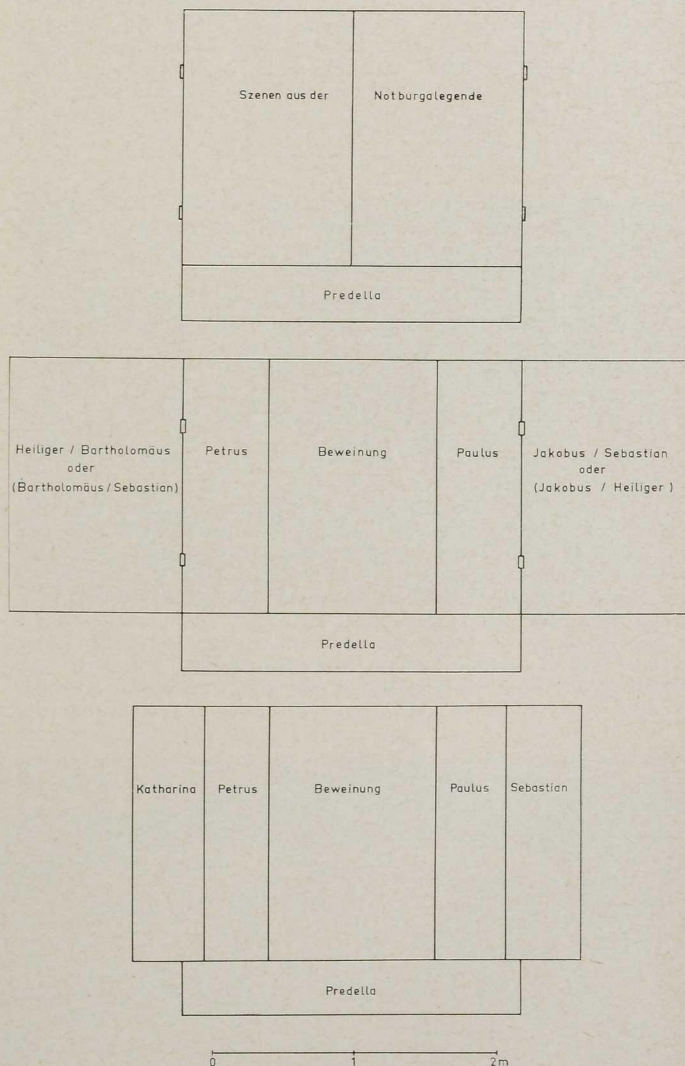 Szenen aus der Notburgalegende
Predella
Heiliger / Bartholomäus
oder
(Bartholomäus/Sebastian)
Petrus
Beweinung
Paulus
Jakobus / Sebastian
oder
(Jakobus / Heiliger)
Predella
Katharina
Petrus
Beweinung
Paulus
Sebastian
Predella
0 1 2m